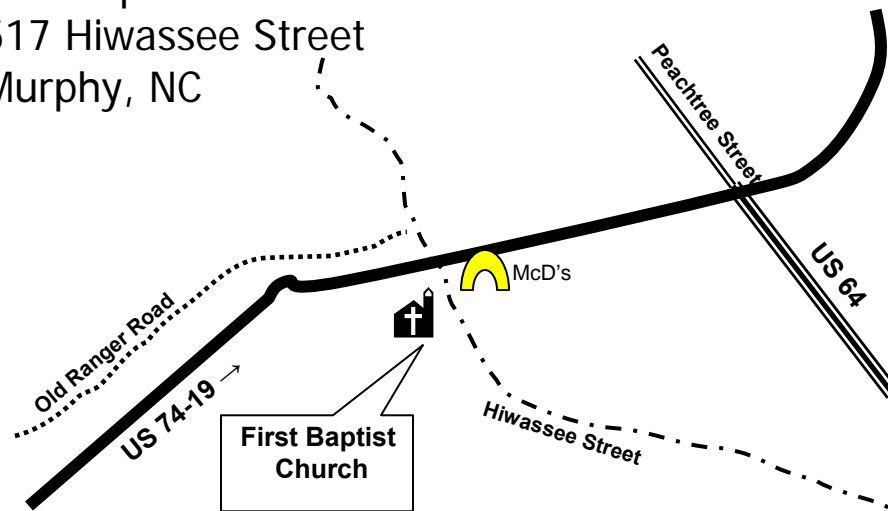 517 Hiwassee Street
Murphy, NC
Peachtree Street
US 64
McD's
Old Ranger Road
US 74-19 →
First Baptist
Church
Hiwassee Street